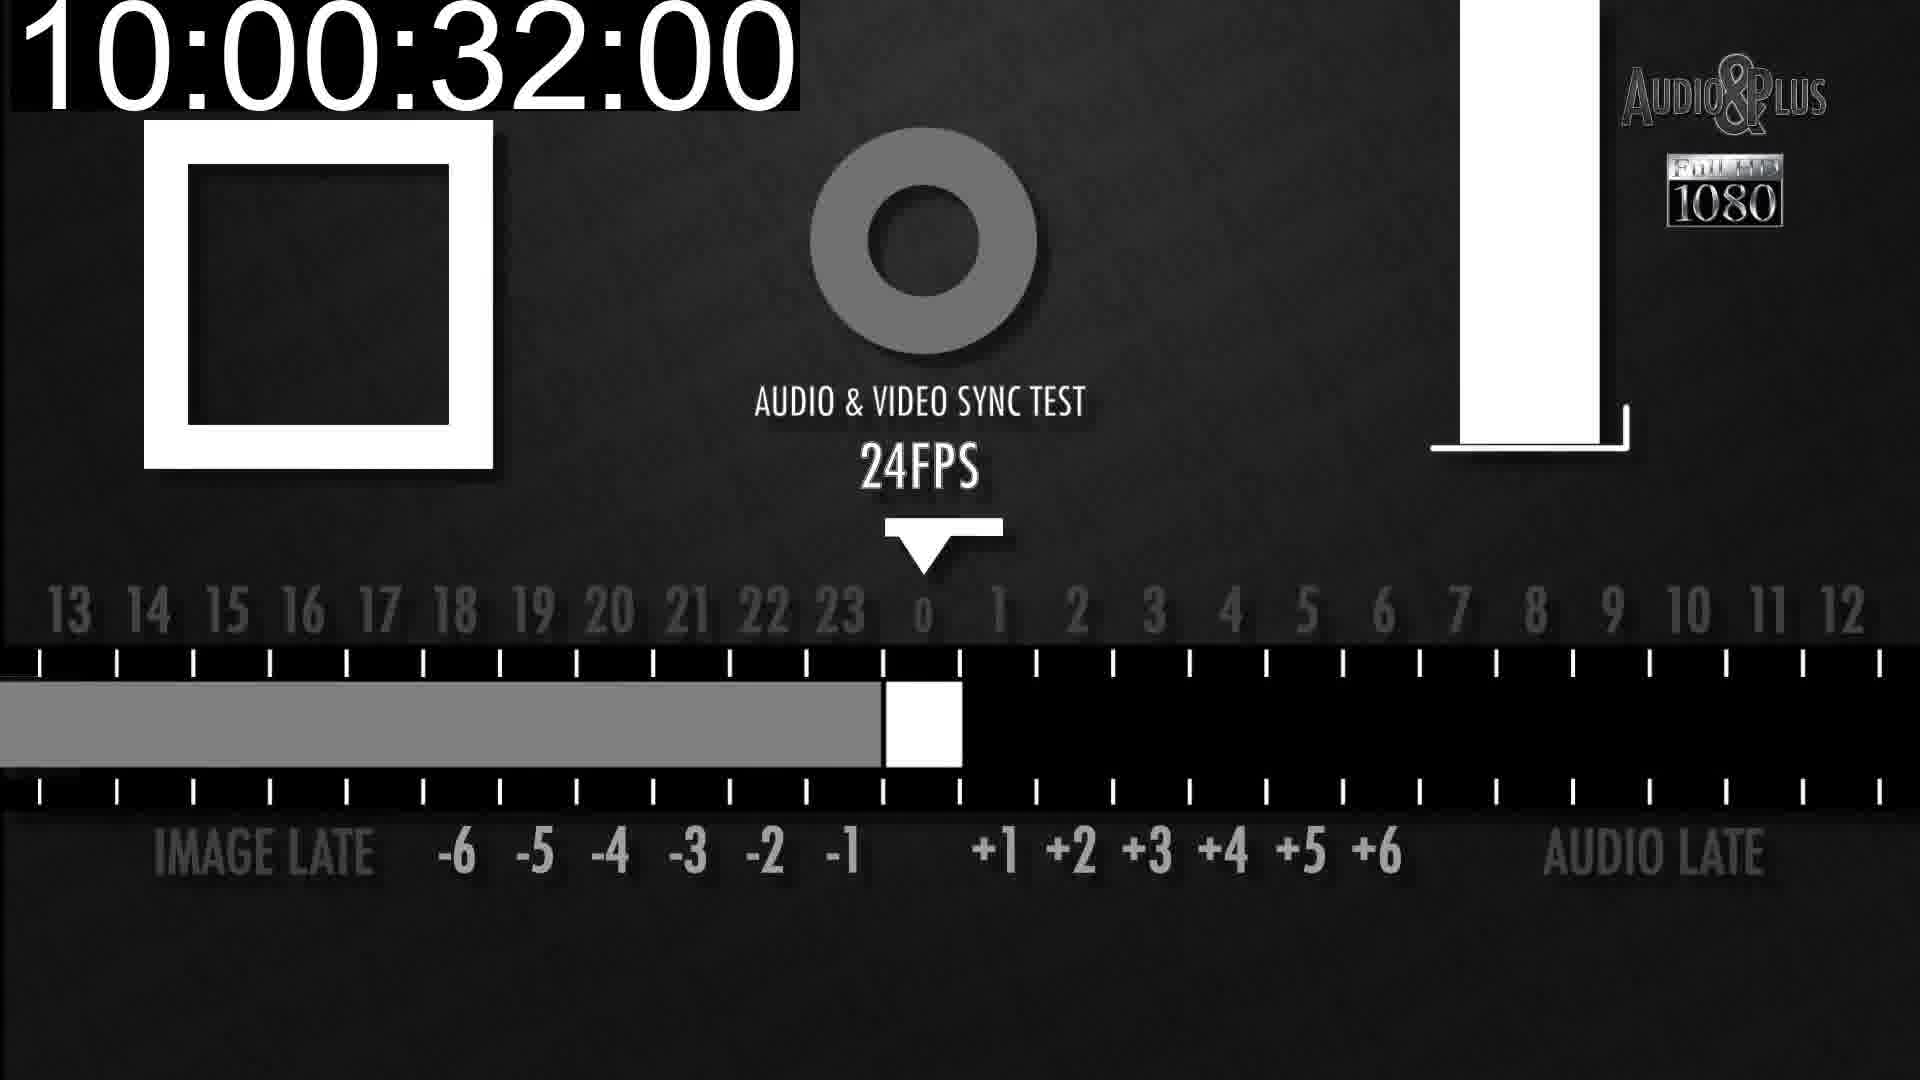 10:00:32:00
AUDIO&PLUS
Full HD
1080
AUDIO & VIDEO SYNC TEST
24FPS
13 14 15 16 17 18 19 20 21 22 23 0 1 2 3 4 5 6 7 8 9 10 11 12
IMAGE LATE -6 -5 -4 -3 -2 -1 +1 +2 +3 +4 +5 +6 AUDIO LATE